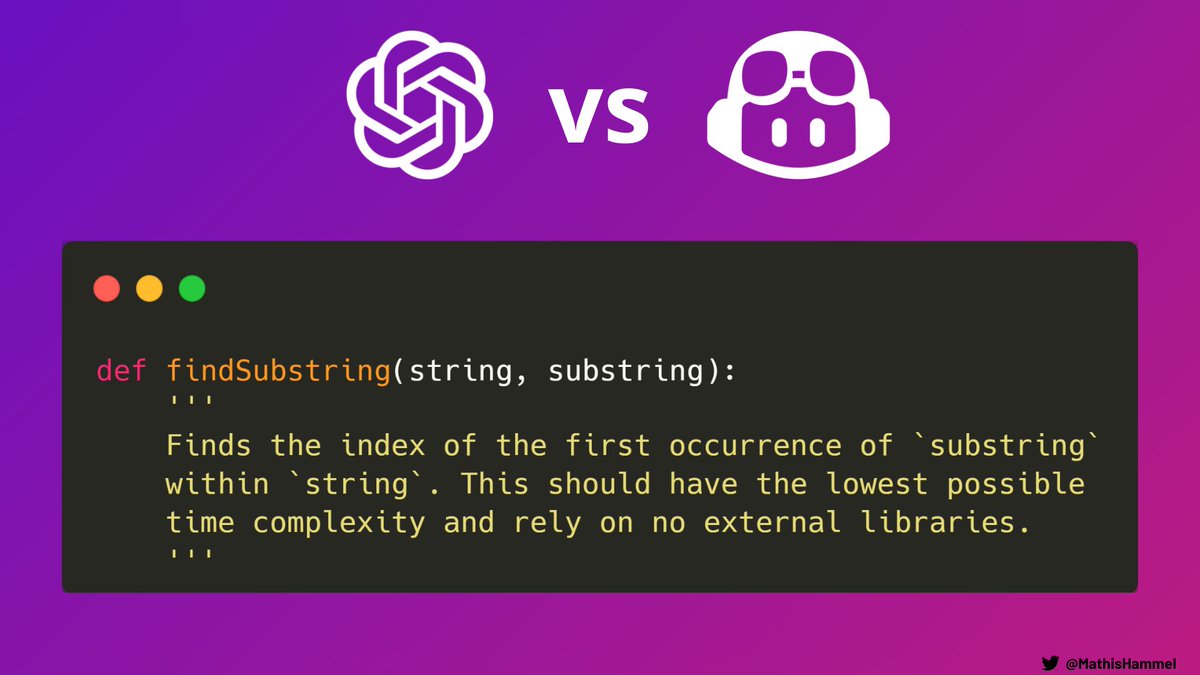 vs
def findSubstring(string, substring):
'''
Finds the index of the first occurrence of `substring`
within `string`. This should have the lowest possible
time complexity and rely on no external libraries.
'''
@MathisHammel